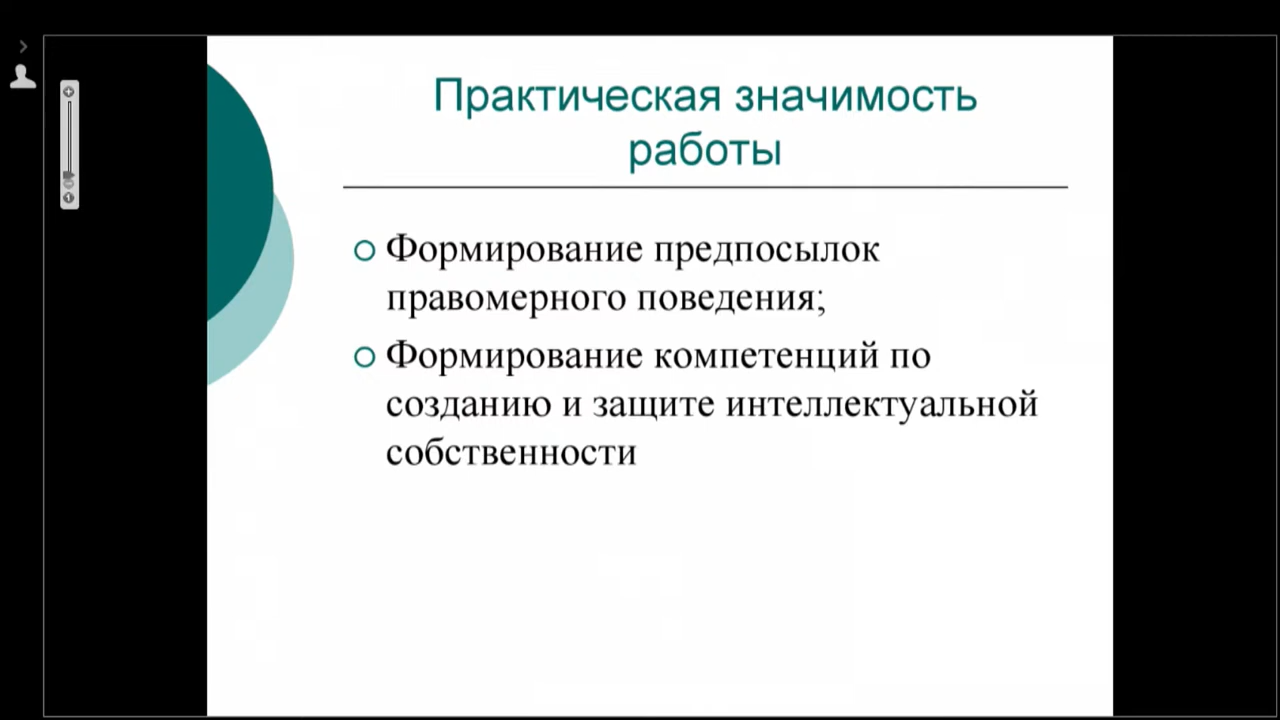 Практическая значимость
работы
Формирование предпосылок
правомерного поведения;
Формирование компетенций по
созданию и защите интеллектуальной
собственности